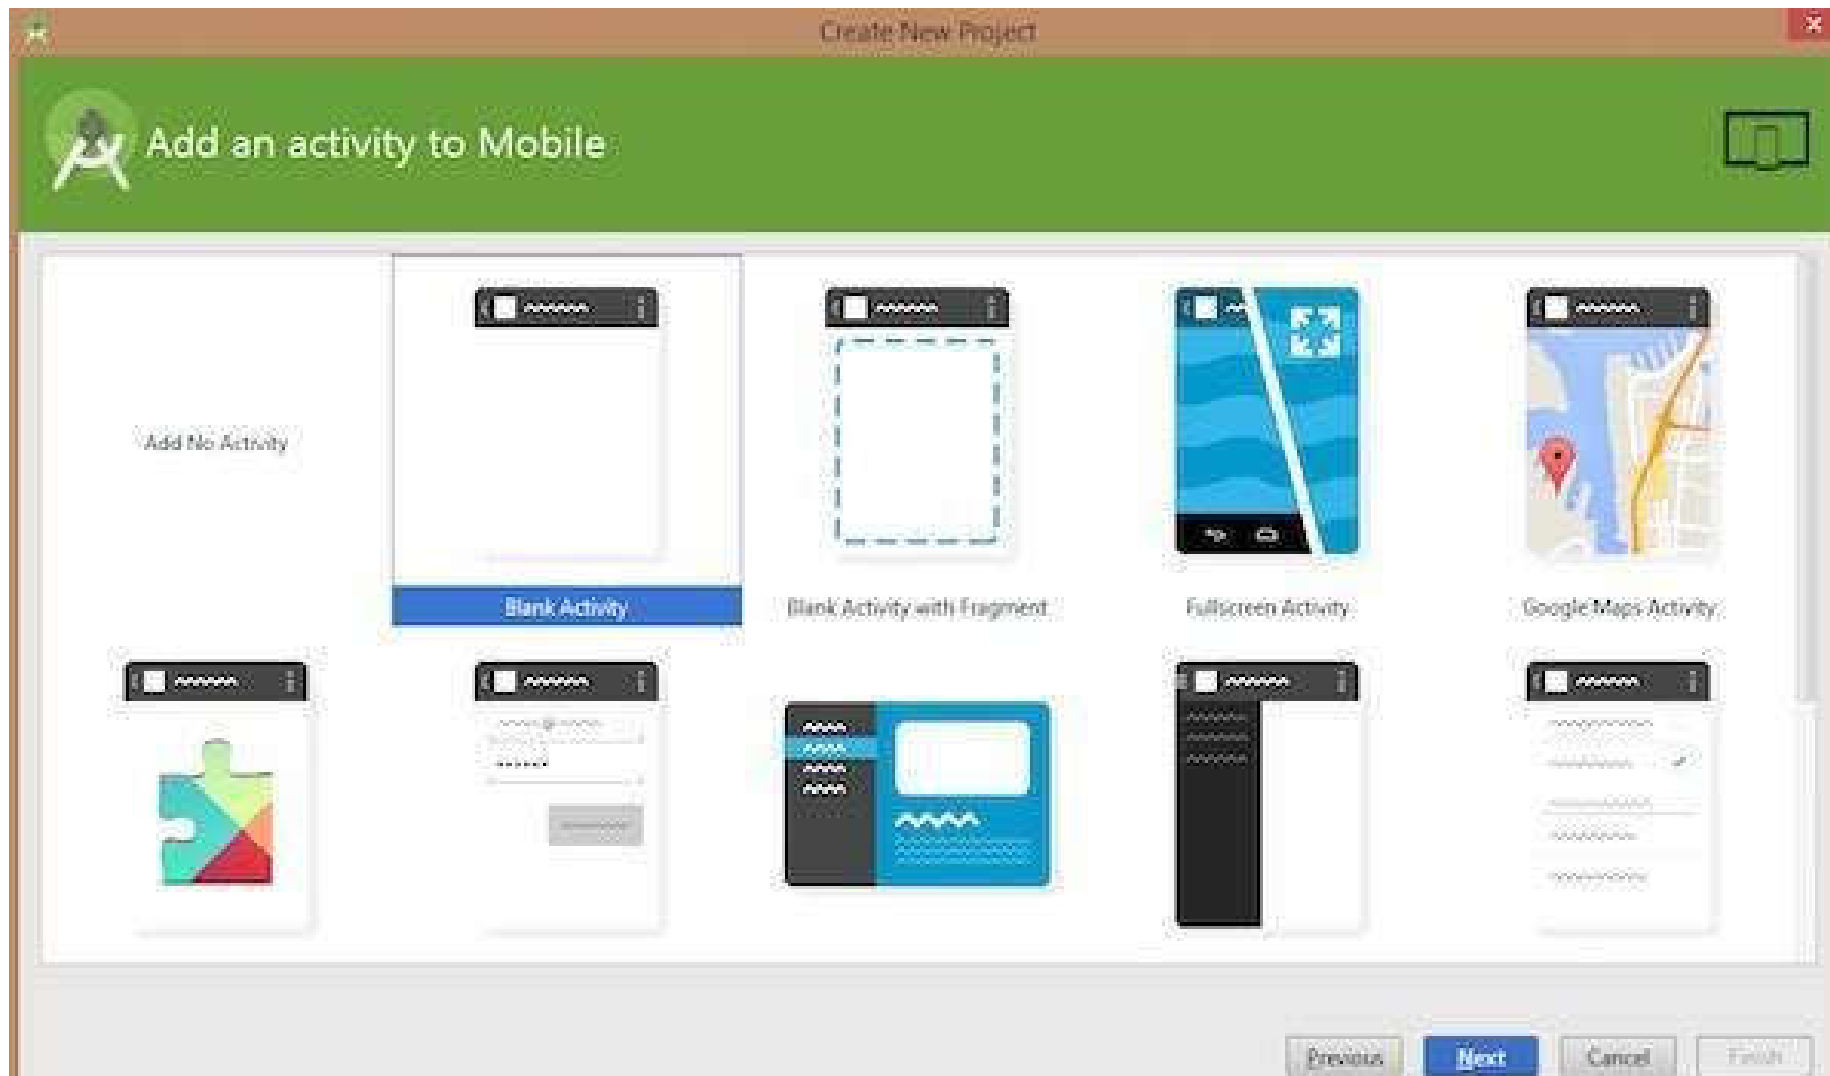 Create New Project
Add an activity to Mobile
Add No Activity
Blank Activity
Blank Activity with Fragment
Fullscreen Activity
Google Maps Activity
Previous
Next
Cancel
Finish